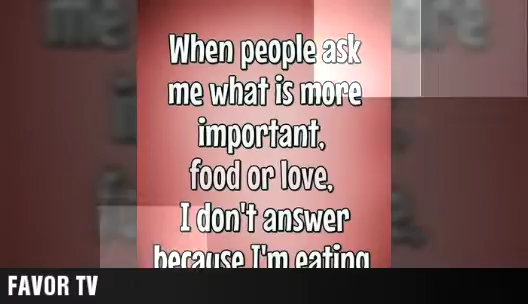 When people ask
me what is more
important,
food or love,
I don't answer
because I'm eating
FAVOR TV